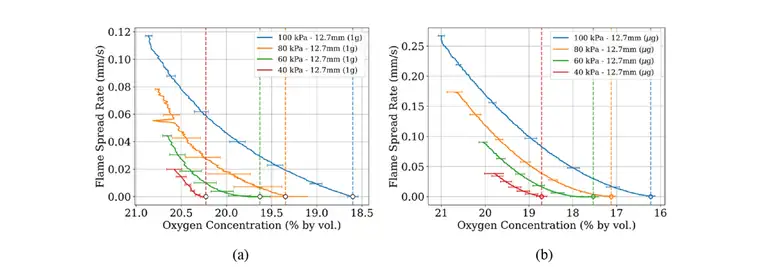 100 kPa - 12.7mm (1g)
80 kPa - 12.7mm (1g)
60 kPa - 12.7mm (1g)
40 kPa - 12.7mm (1g)
Flame Spread Rate (mm/s)
0.12
0.10
0.08
0.06
0.04
0.02
0.00
21.0 20.5 20.0 19.5 19.0 18.5
Oxygen Concentration (% by vol.)
(a)
100 kPa - 12.7mm (µg)
80 kPa - 12.7mm (µg)
60 kPa - 12.7mm (µg)
40 kPa - 12.7mm (µg)
Flame Spread Rate (mm/s)
0.25
0.20
0.15
0.10
0.05
0.00
21 20 19 18 17 16
Oxygen Concentration (% by vol.)
(b)